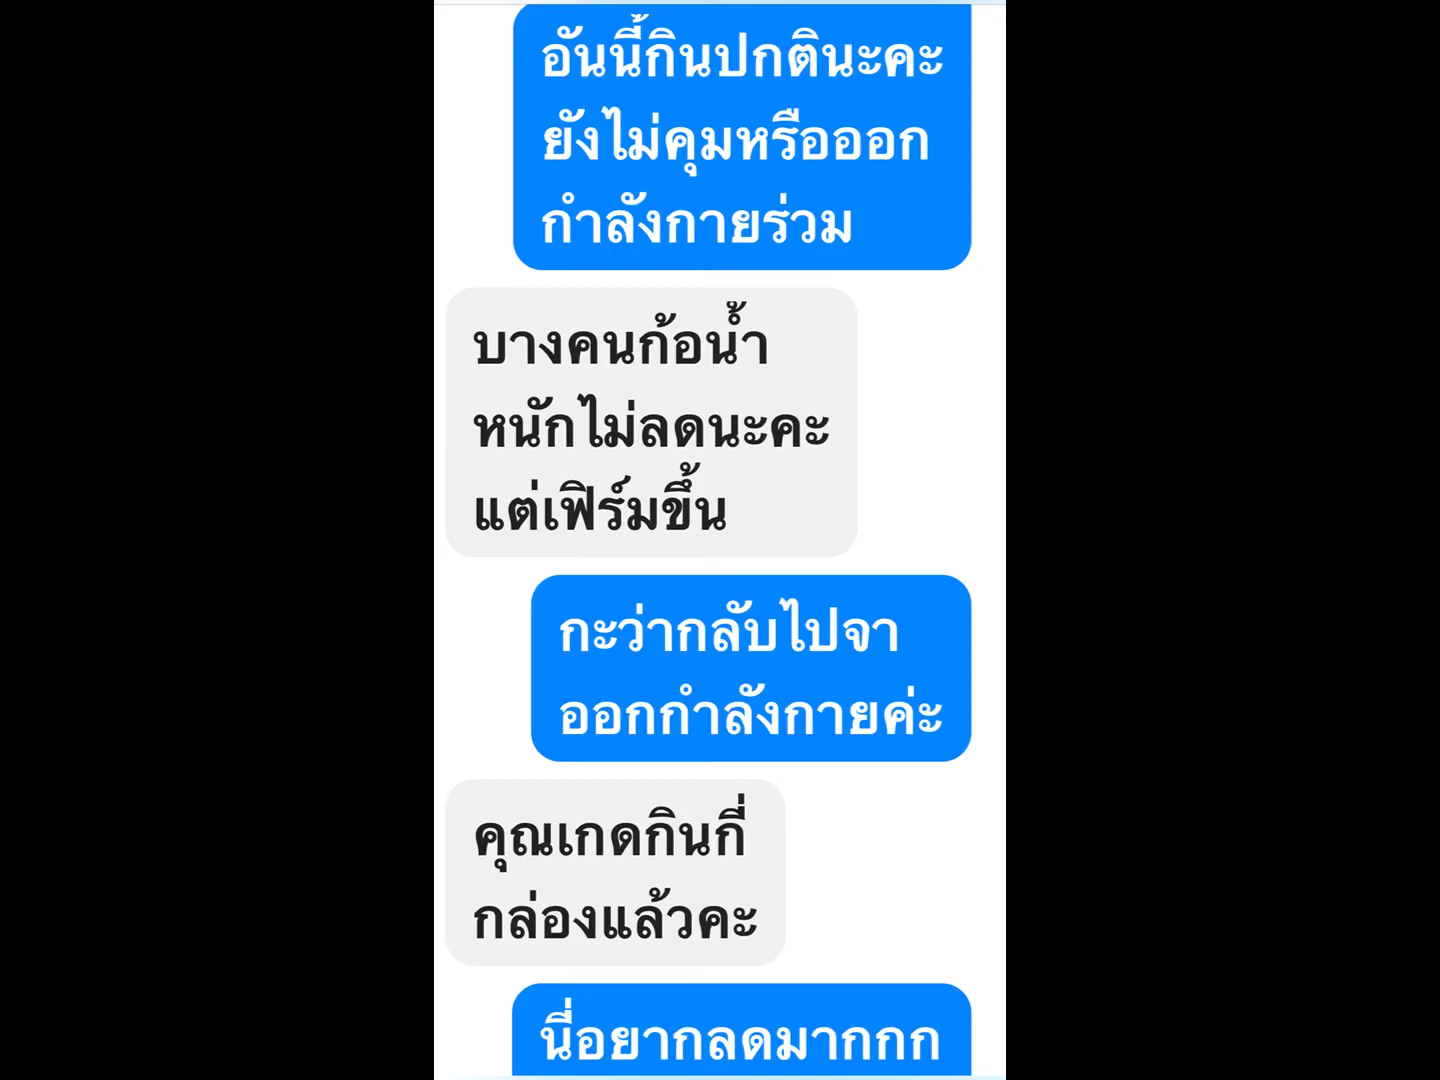 อันนี้กินปกตินะคะ
ยังไม่คุมหรือออก
กำลังกายร่วม
บางคนก้อน้ำ
หนักไม่ลดนะคะ
แต่เฟิร์มขึ้น
กะว่ากลับไปจา
ออกกำลังกายค่ะ
คุณเกดกินกี่
กล่องแล้วคะ
นี่อยากลดมากกก